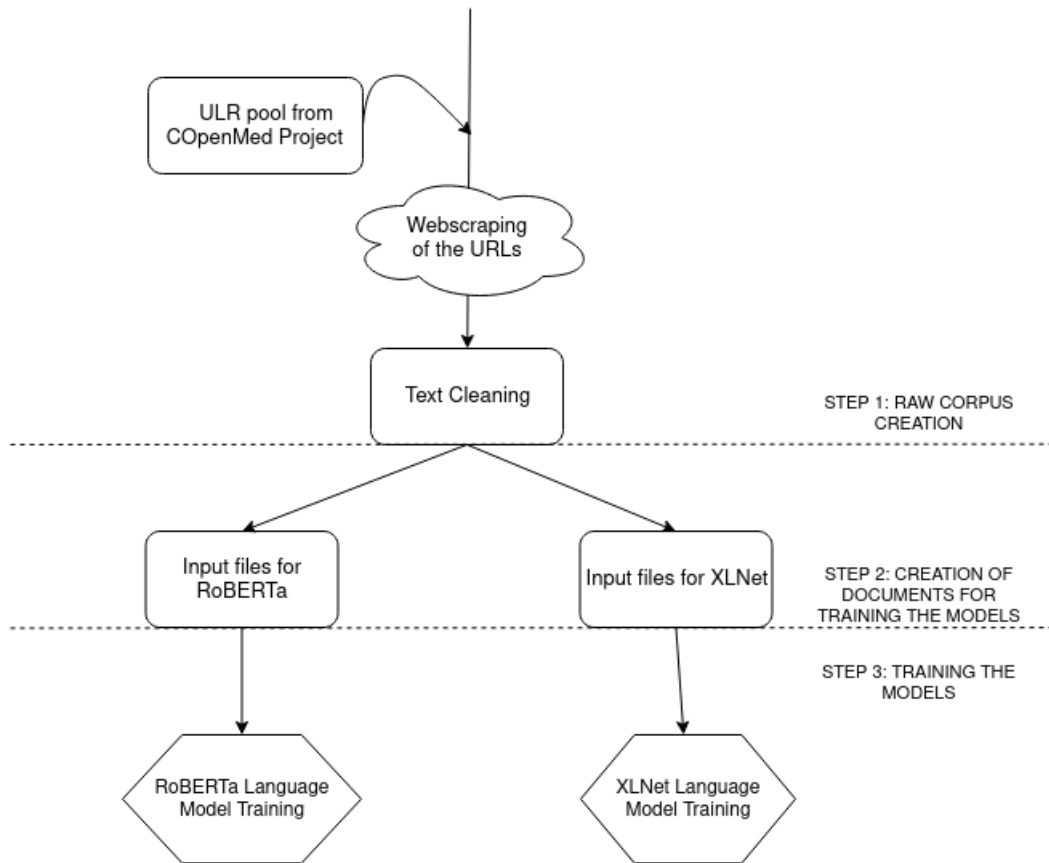 ULR pool from
COpenMed Project
Webscraping
of the URLs
Text Cleaning
STEP 1: RAW CORPUS
CREATION
Input files for
RoBERTa
Input files for XLNet
STEP 2: CREATION OF
DOCUMENTS FOR
TRAINING THE MODELS
STEP 3: TRAINING THE
MODELS
RoBERTa Language
Model Training
XLNet Language
Model Training